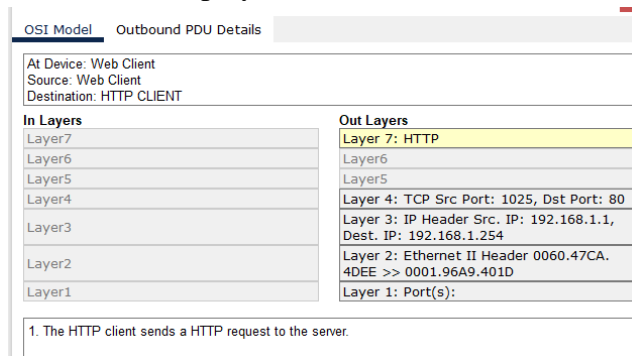 OSI Model Outbound PDU Details
At Device: Web Client
Source: Web Client
Destination: HTTP CLIENT
In Layers
Layer7
Layer6
Layer5
Layer4
Layer3
Layer2
Layer1
Out Layers
Layer 7: HTTP
Layer6
Layer5
Layer 4: TCP Src Port: 1025, Dst Port: 80
Layer 3: IP Header Src. IP: 192.168.1.1,
Dest. IP: 192.168.1.254
Layer 2: Ethernet II Header 0060.47CA.
4DEE >> 0001.96A9.401D
Layer 1: Port(s):
1. The HTTP client sends a HTTP request to the server.